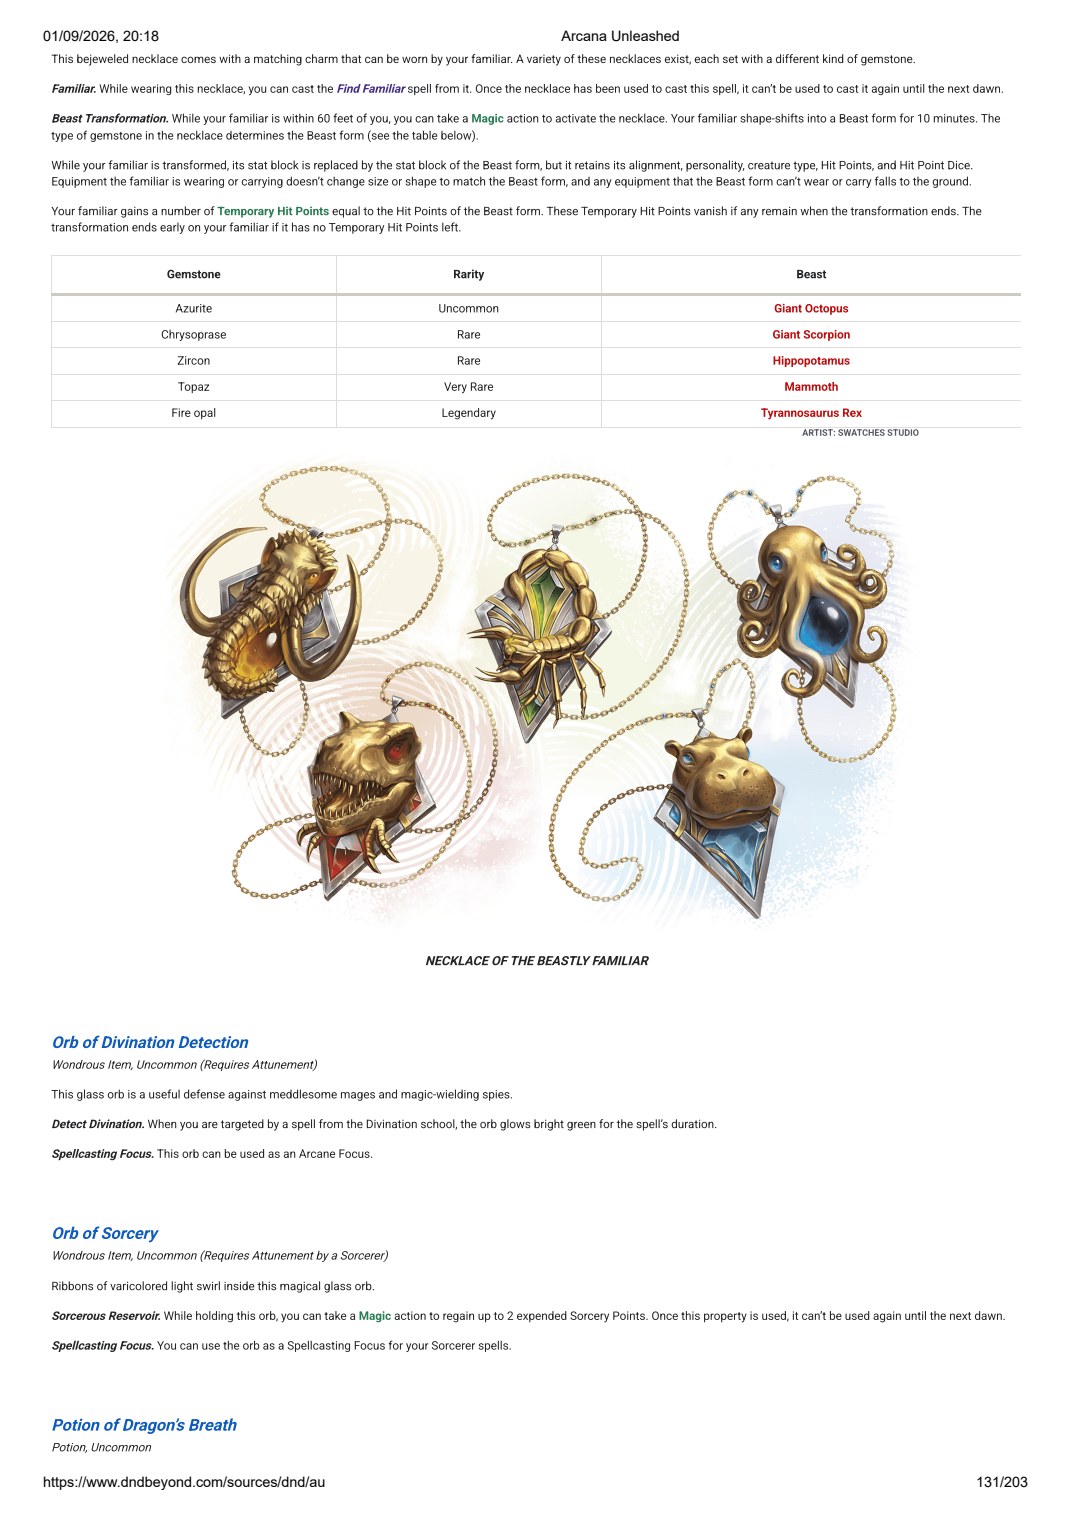 01/09/2026, 20:18
Arcana Unleashed
This bejeweled necklace comes with a matching charm that can be worn by your familiar. A variety of these necklaces exist, each set with a different kind of gemstone.
Familiar. While wearing this necklace, you can cast the Find Familiar spell from it. Once the necklace has been used to cast this spell, it can’t be used to cast it again until the next dawn.
Beast Transformation. While your familiar is within 60 feet of you, you can take a Magic action to activate the necklace. Your familiar shape-shifts into a Beast form for 10 minutes. The
type of gemstone in the necklace determines the Beast form (see the table below).
While your familiar is transformed, its stat block is replaced by the stat block of the Beast form, but it retains its alignment, personality, creature type, Hit Points, and Hit Point Dice.
Equipment the familiar is wearing or carrying doesn’t change size or shape to match the Beast form, and any equipment that the Beast form can’t wear or carry falls to the ground.
Your familiar gains a number of Temporary Hit Points equal to the Hit Points of the Beast form. These Temporary Hit Points vanish if any remain when the transformation ends. The
transformation ends early on your familiar if it has no Temporary Hit Points left.
Gemstone Rarity Beast
Azurite Uncommon Giant Octopus
Chrysoprase Rare Giant Scorpion
Zircon Rare Hippopotamus
Topaz Very Rare Mammoth
Fire opal Legendary Tyrannosaurus Rex
ARTIST: SWATCHES STUDIO
NECKLACE OF THE BEASTLY FAMILIAR
Orb of Divination Detection
Wondrous Item, Uncommon (Requires Attunement)
This glass orb is a useful defense against meddlesome mages and magic-wielding spies.
Detect Divination. When you are targeted by a spell from the Divination school, the orb glows bright green for the spell’s duration.
Spellcasting Focus. This orb can be used as an Arcane Focus.
Orb of Sorcery
Wondrous Item, Uncommon (Requires Attunement by a Sorcerer)
Ribbons of varicolored light swirl inside this magical glass orb.
Sorcerous Reservoir. While holding this orb, you can take a Magic action to regain up to 2 expended Sorcery Points. Once this property is used, it can’t be used again until the next dawn.
Spellcasting Focus. You can use the orb as a Spellcasting Focus for your Sorcerer spells.
Potion of Dragon’s Breath
Potion, Uncommon
https://www.dndbeyond.com/sources/dnd/au
131/203